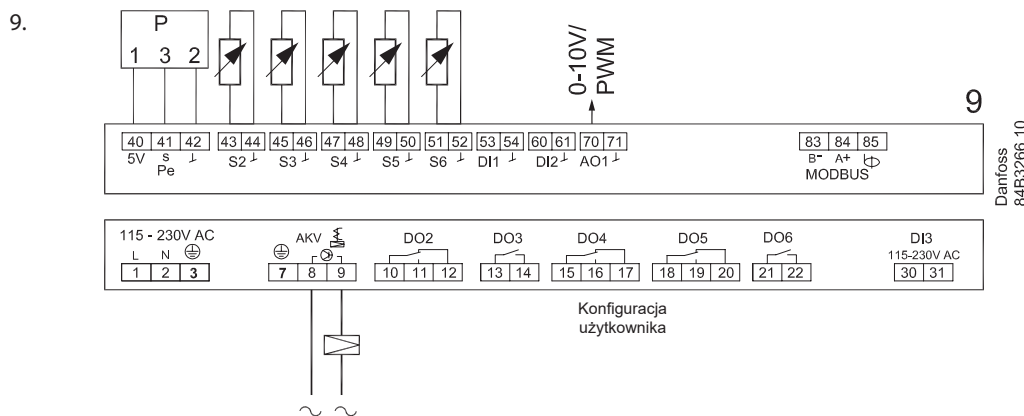 9.
P
1 3 2
0-10V/
PWM
9
40 41 42 43 44 45 46 47 48 49 50 51 52 53 54 60 61 70 71 83 84 85
5V s ⊥ S2 ⊥ S3 ⊥ S4 ⊥ S5 ⊥ S6 ⊥ DI1 ⊥ DI2 ⊥ AO1 ⊥ B- A+
Pe MODBUS
Danfoss
84B3266.10
115 - 230V AC AKV DO2 DO3 DO4 DO5 DO6 DI3
L N 115-230V AC
1 2 3 7 8 9 10 11 12 13 14 15 16 17 18 19 20 21 22 30 31
Konfiguracja
użytkownika